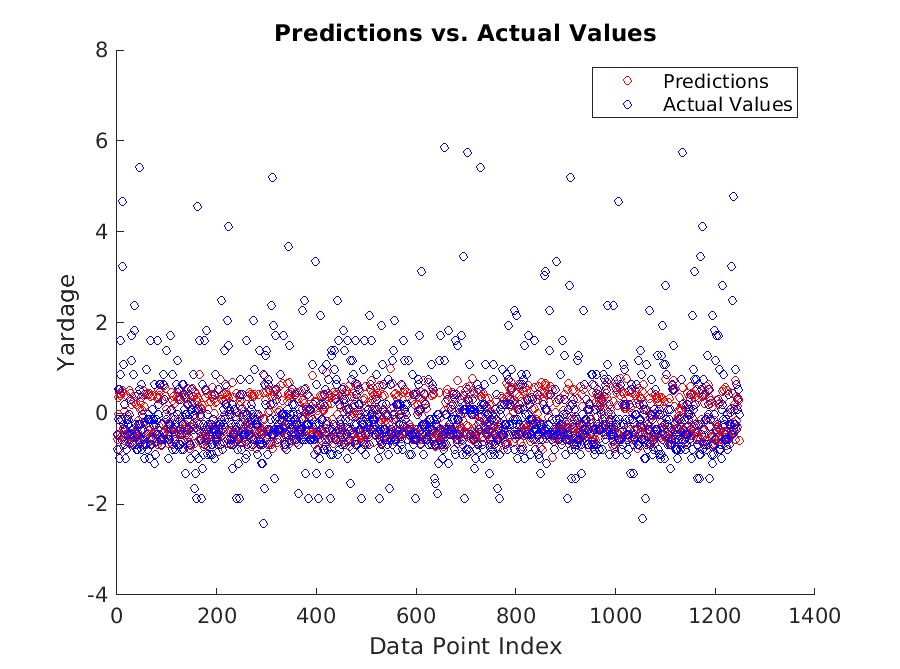 Predictions vs. Actual Values
8
Predictions
Actual Values
6
4
2
0
-2
-4
Yardage
0 200 400 600 800 1000 1200 1400
Data Point Index